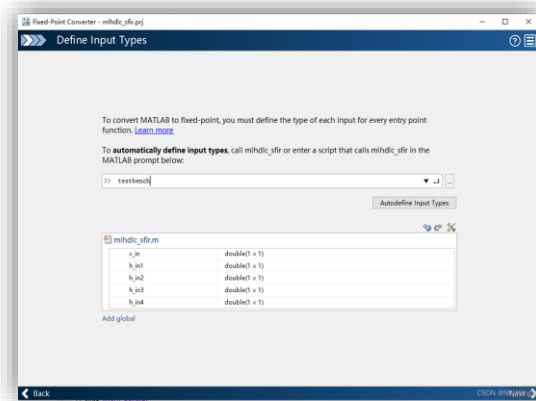 Fixed-Point Converter - mlhdlc_sfir.prj
Define Input Types
To convert MATLAB to fixed-point, you must define the type of each input for every entry point
function. Learn more
To automatically define input types, call mlhdlc_sfir or enter a script that calls mlhdlc_sfir in the
MATLAB prompt below:
>> testbench
Autodefine Input Types
mlhdlc_sfir.m
x_in double(1 x 1)
h_in1 double(1 x 1)
h_in2 double(1 x 1)
h_in3 double(1 x 1)
h_in4 double(1 x 1)
Add global
Back
CSDN